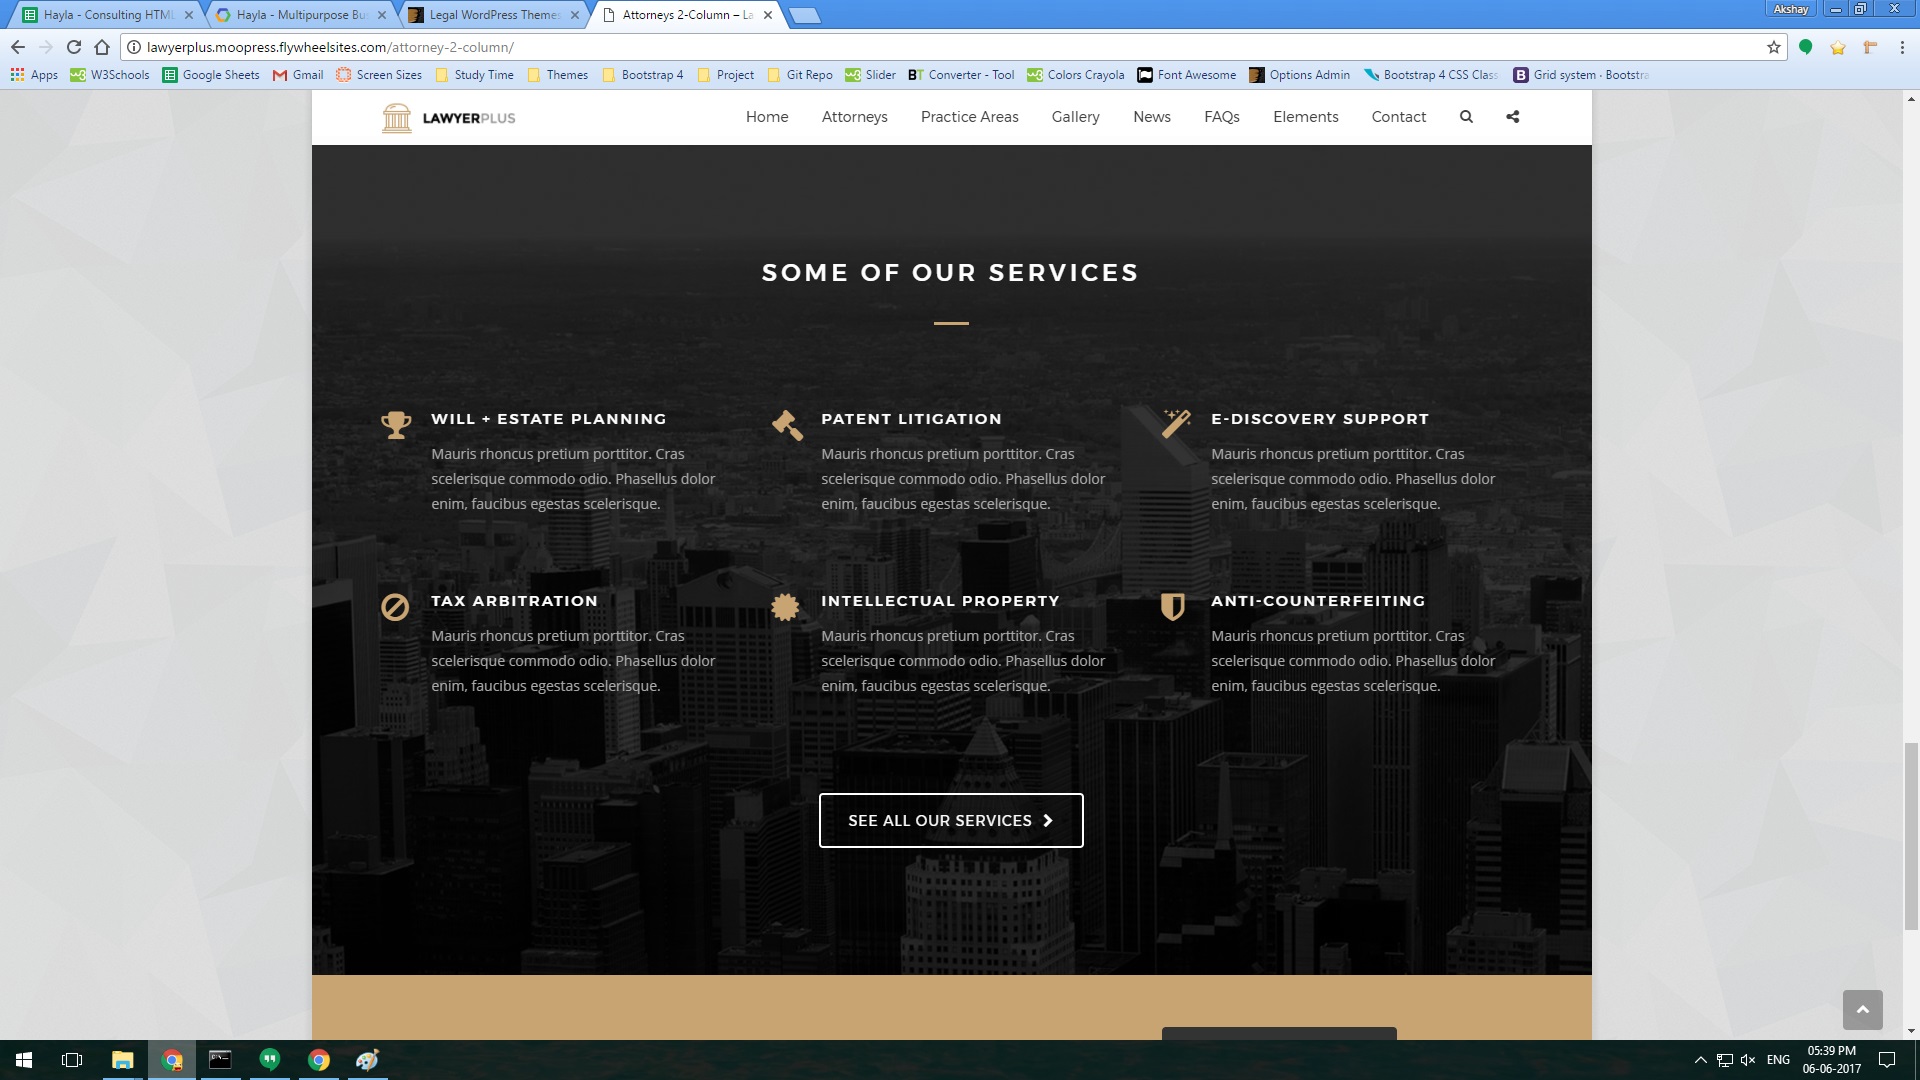 Hayla - Consulting HTML
Hayla - Multipurpose Bu
Legal WordPress Themes
Attorneys 2-Column – La
Akshay
lawyerplus.moopress.flywheelsites.com/attorney-2-column/
Apps
W3Schools
Google Sheets
Gmail
Screen Sizes
Study Time
Themes
Bootstrap 4
Project
Git Repo
Slider
BT Converter - Tool
Colors Crayola
Font Awesome
Options Admin
Bootstrap 4 CSS Class
B Grid system · Bootstra
LAWYERPLUS
Home
Attorneys
Practice Areas
Gallery
News
FAQs
Elements
Contact
SOME OF OUR SERVICES
WILL + ESTATE PLANNING
Mauris rhoncus pretium porttitor. Cras
scelerisque commodo odio. Phasellus dolor
enim, faucibus egestas scelerisque.
PATENT LITIGATION
Mauris rhoncus pretium porttitor. Cras
scelerisque commodo odio. Phasellus dolor
enim, faucibus egestas scelerisque.
E-DISCOVERY SUPPORT
Mauris rhoncus pretium porttitor. Cras
scelerisque commodo odio. Phasellus dolor
enim, faucibus egestas scelerisque.
TAX ARBITRATION
Mauris rhoncus pretium porttitor. Cras
scelerisque commodo odio. Phasellus dolor
enim, faucibus egestas scelerisque.
INTELLECTUAL PROPERTY
Mauris rhoncus pretium porttitor. Cras
scelerisque commodo odio. Phasellus dolor
enim, faucibus egestas scelerisque.
ANTI-COUNTERFEITING
Mauris rhoncus pretium porttitor. Cras
scelerisque commodo odio. Phasellus dolor
enim, faucibus egestas scelerisque.
SEE ALL OUR SERVICES
ENG
05:39 PM
06-06-2017